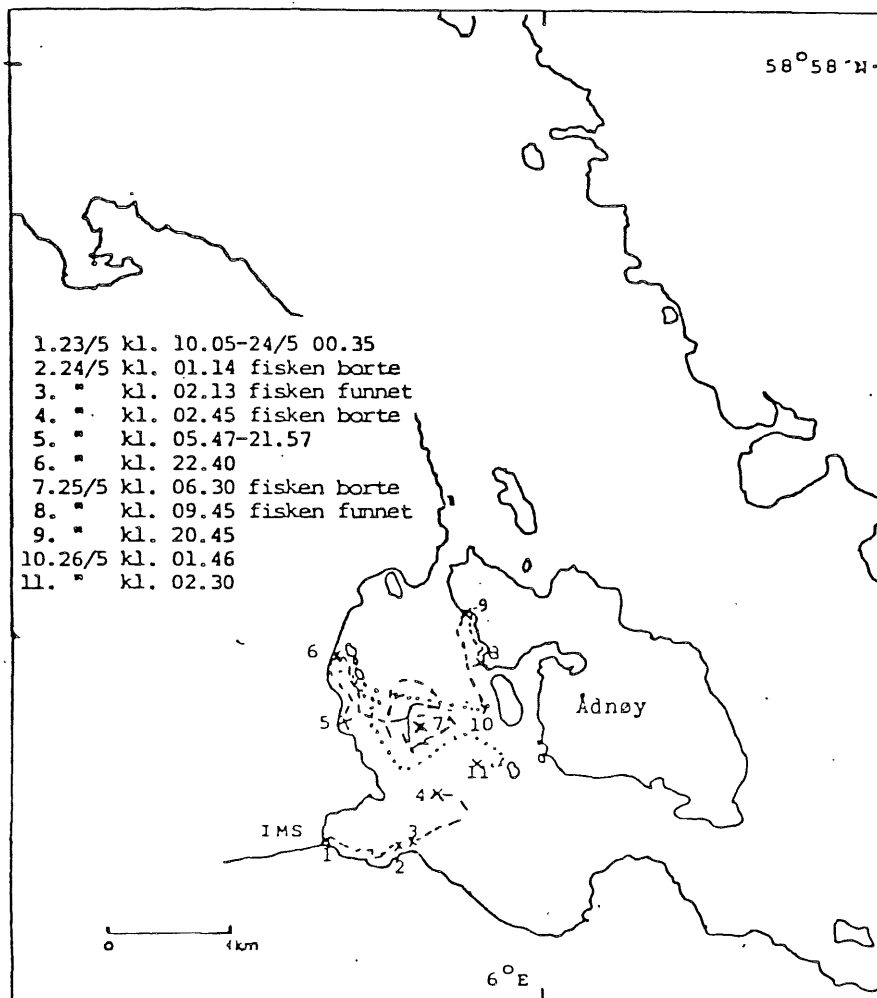 58°58'N
1.23/5 kl. 10.05-24/5 00.35
2.24/5 kl. 01.14 fisken borte
3. " kl. 02.13 fisken funnet
4. " kl. 02.45 fisken borte
5. " kl. 05.47-21.57
6. " kl. 22.40
7.25/5 kl. 06.30 fisken borte
8. " kl. 09.45 fisken funnet
9. " kl. 20.45
10.26/5 kl. 01.46
11. " kl. 02.30
9
6
8
Ådnøy
5
7
10
11
4
IMS
3
1
2
0
1km
6°E